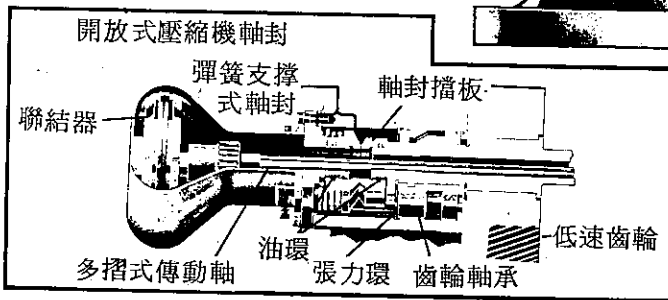 開放式壓縮機軸封
彈簧支撐
式軸封
軸封擋板
聯結器
低速齒輪
油環
多摺式傳動軸
張力環
齒輪軸承